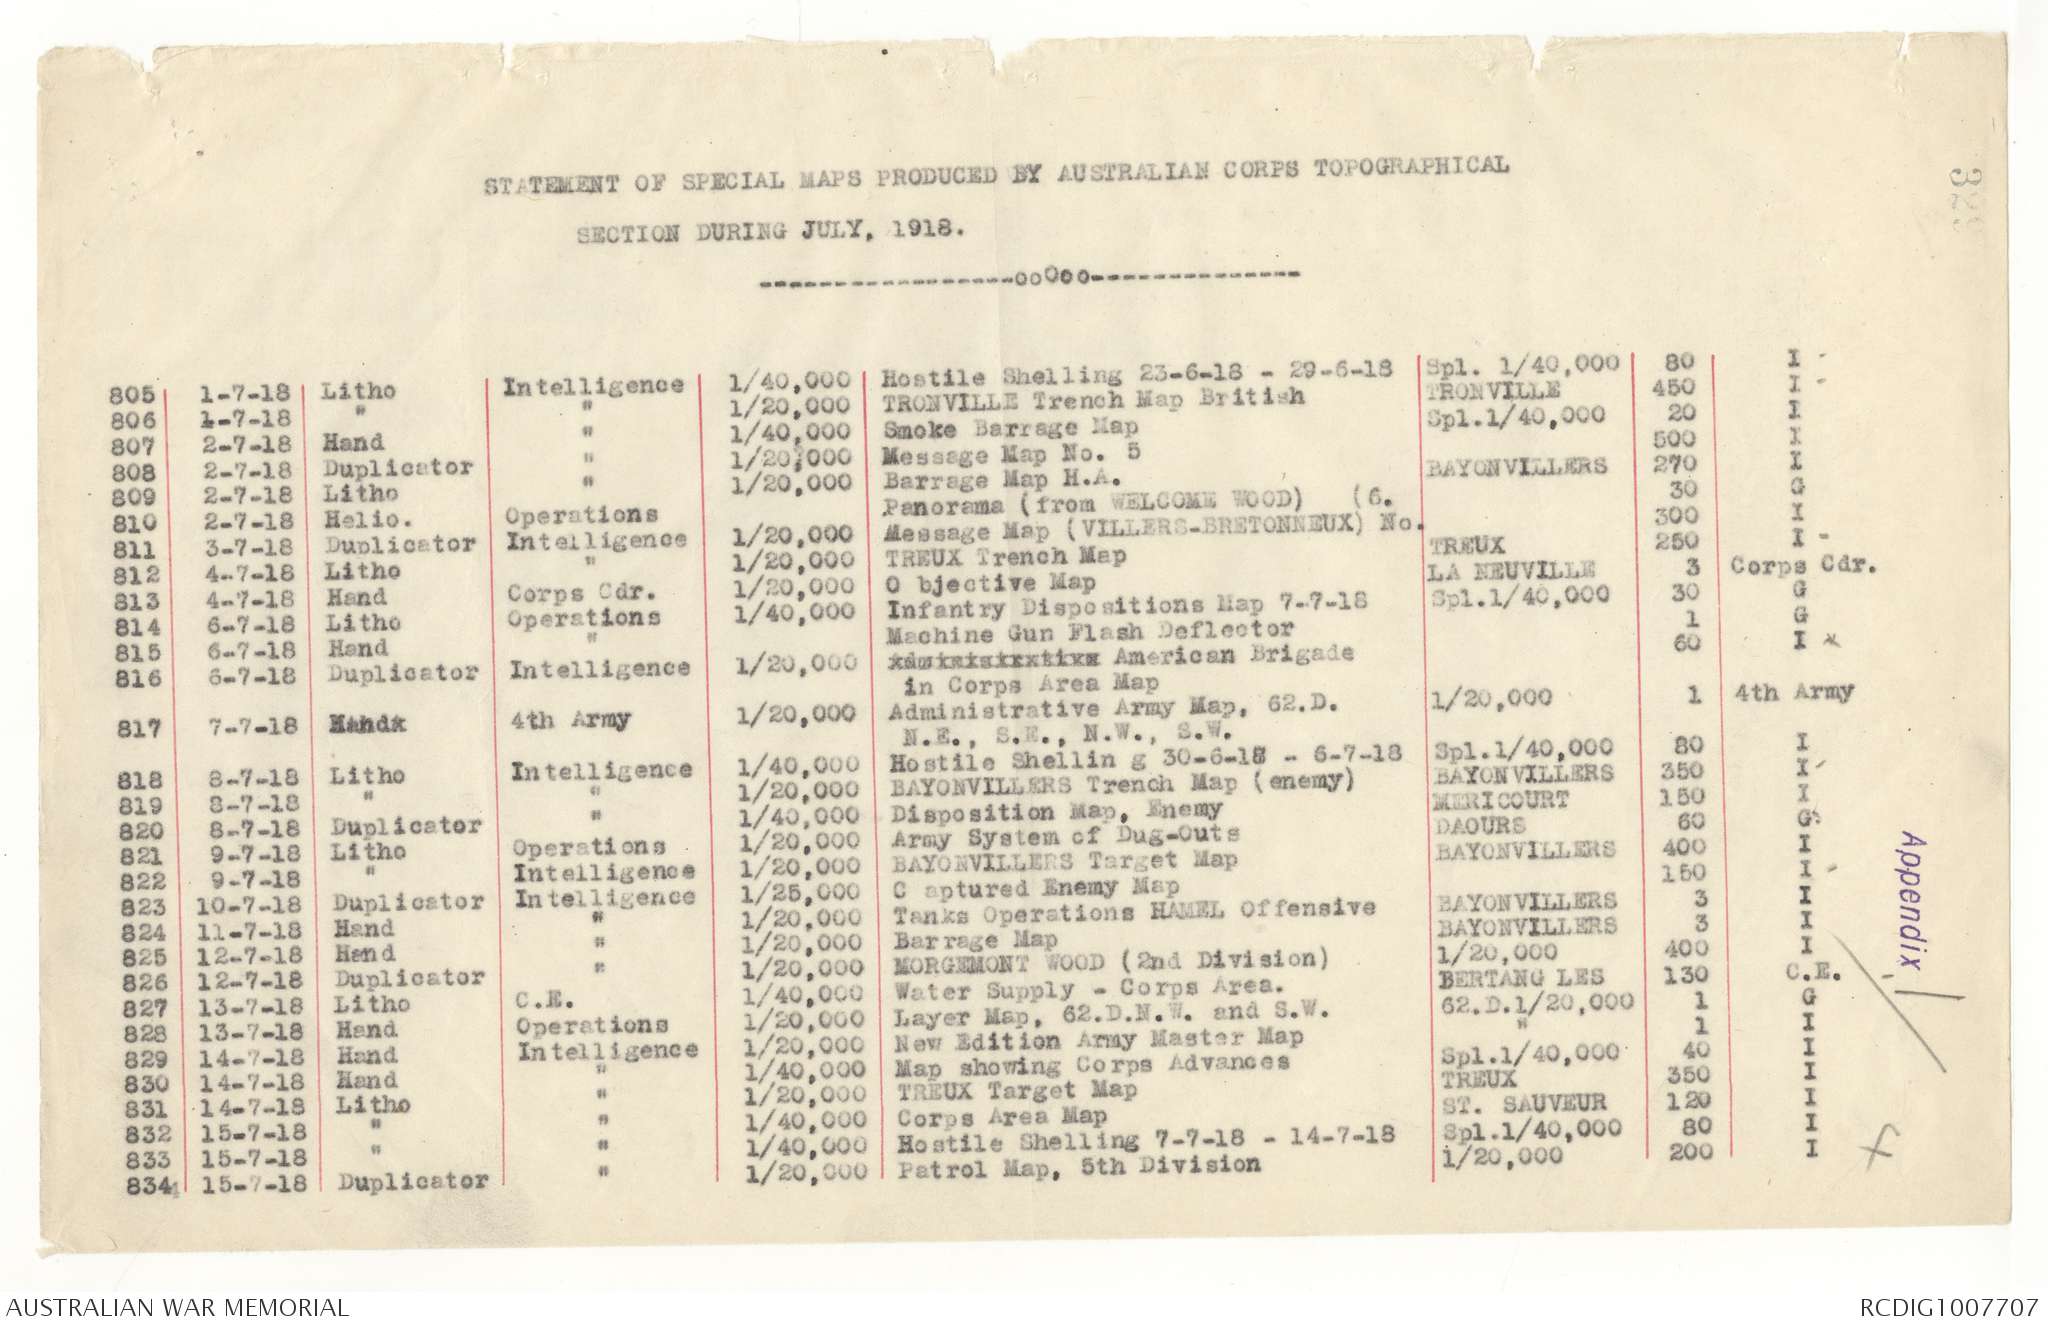 STATEMENT OF SPECIAL MAPS PRODUCED BY AUSTRALIAN CORPS TOPOGRAPHICAL
SECTION DURING JULY, 1918.
------------------ooOoo---------------
805 1-7-18 Litho Intelligence 1/40,000 Hostile Shelling 23-6-18 - 29-6-18 Spl. 1/40,000 80 I -
806 1-7-18 " " 1/20,000 TRONVILLE Trench Map British TRONVILLE 450 I -
807 2-7-18 Hand " 1/40,000 Smoke Barrage Map Spl.1/40,000 20 I
808 2-7-18 Duplicator " 1/20,000 Message Map No. 5 500 I
809 2-7-18 Litho " 1/20,000 Barrage Map H.A. BAYONVILLERS 270 I
810 2-7-18 Helio. Operations Panorama (from WELCOME WOOD) (6. 30 G
811 3-7-18 Duplicator Intelligence 1/20,000 Message Map (VILLERS-BRETONNEUX) No. 300 I
812 4-7-18 Litho " 1/20,000 TREUX Trench Map TREUX 250 I -
813 4-7-18 Hand Corps Cdr. 1/20,000 O bjective Map LA NEUVILLE 3 Corps Cdr.
814 6-7-18 Litho Operations 1/40,000 Infantry Dispositions Map 7-7-18 Spl.1/40,000 30 G
815 6-7-18 Hand " Machine Gun Flash Deflector 1 G
816 6-7-18 Duplicator Intelligence 1/20,000 American Brigade 60 I x
in Corps Area Map
817 7-7-18 Hand 4th Army 1/20,000 Administrative Army Map, 62.D. 1/20,000 1 4th Army
N.E., S.E., N.W., S.W.
818 8-7-18 Litho Intelligence 1/40,000 Hostile Shellin g 30-6-18 - 6-7-18 Spl.1/40,000 80 I
819 8-7-18 " " 1/20,000 BAYONVILLERS Trench Map (enemy) BAYONVILLERS 350 I -
820 8-7-18 Duplicator " 1/40,000 Disposition Map, Enemy MERICOURT 150 I
821 9-7-18 Litho Operations 1/20,000 Army System of Dug-Outs DAOURS 60 G
822 9-7-18 " Intelligence 1/20,000 BAYONVILLERS Target Map BAYONVILLERS 400 I
823 10-7-18 Duplicator Intelligence 1/25,000 C aptured Enemy Map 150 I -
824 11-7-18 Hand " 1/20,000 Tanks Operations HAMEL Offensive BAYONVILLERS 3 I
825 12-7-18 Hand " 1/20,000 Barrage Map BAYONVILLERS 3 I
826 12-7-18 Duplicator " 1/20,000 MORGEMONT WOOD (2nd Division) 1/20,000 400 I
827 13-7-18 Litho C.E. 1/40,000 Water Supply - Corps Area. BERTANG LES 130 C.E.
828 13-7-18 Hand Operations 1/20,000 Layer Map, 62.D.N.W. and S.W. 62.D.1/20,000 1 G
829 14-7-18 Hand Intelligence 1/20,000 New Edition Army Master Map " 1 I
830 14-7-18 Hand " 1/40,000 Map showing Corps Advances Spl.1/40,000 40 I
831 14-7-18 Litho " 1/20,000 TREUX Target Map TREUX 350 I
832 15-7-18 " " 1/40,000 Corps Area Map ST. SAUVEUR 120 I
833 15-7-18 " " 1/40,000 Hostile Shelling 7-7-18 - 14-7-18 Spl.1/40,000 80 I
834 15-7-18 Duplicator " 1/20,000 Patrol Map, 5th Division 1/20,000 200 I
Appendix 1
AUSTRALIAN WAR MEMORIAL
RCDIG1007707